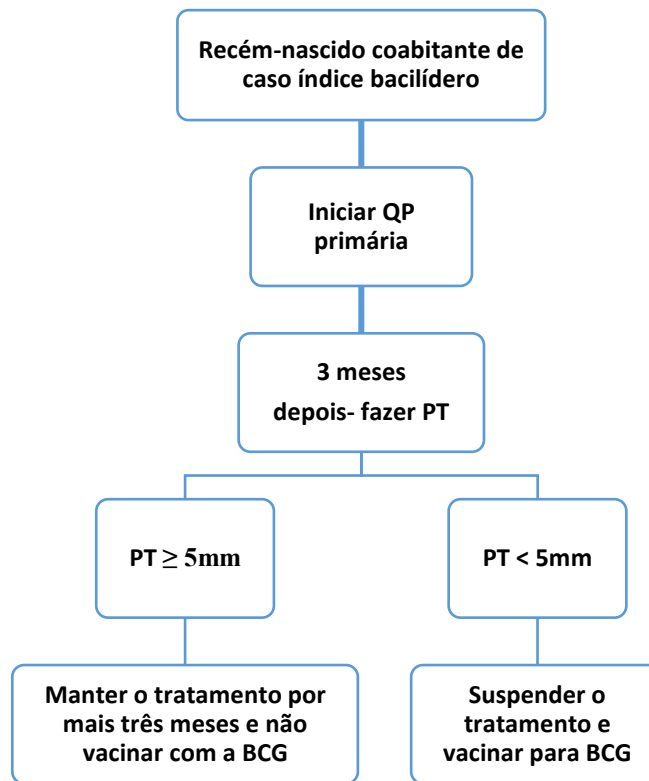 Recém-nascido coabitante de
caso índice bacilídero
Iniciar QP
primária
3 meses
depois- fazer PT
PT ≥ 5mm
PT < 5mm
Manter o tratamento por
mais três meses e não
vacinar com a BCG
Suspender o
tratamento e
vacinar para BCG